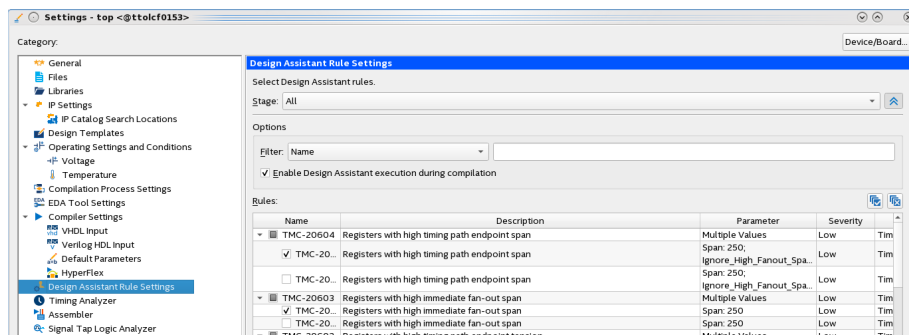 Settings - top <@ttolcf0153>
Category:
Device/Board...
General
Files
Libraries
IP Settings
IP Catalog Search Locations
Design Templates
Operating Settings and Conditions
Voltage
Temperature
Compilation Process Settings
EDA Tool Settings
Compiler Settings
VHDL Input
Verilog HDL Input
Default Parameters
HyperFlex
Design Assistant Rule Settings
Timing Analyzer
Assembler
Signal Tap Logic Analyzer
Design Assistant Rule Settings
Select Design Assistant rules.
Stage: All
Options
Filter: Name
Enable Design Assistant execution during compilation
Rules:
Name Description Parameter Severity
TMC-20604 Registers with high timing path endpoint span Multiple Values Low Tim
TMC-20... Registers with high timing path endpoint span Span: 250; Low Tim
Ignore_High_Fanout_Spa...
TMC-20... Registers with high timing path endpoint span Span: 250; Low Tim
Ignore_High_Fanout_Spa...
TMC-20603 Registers with high immediate fan-out span Multiple Values Low Tim
TMC-20... Registers with high immediate fan-out span Span: 250 Low Tim
TMC-20... Registers with high immediate fan-out span Span: 250 Low Tim